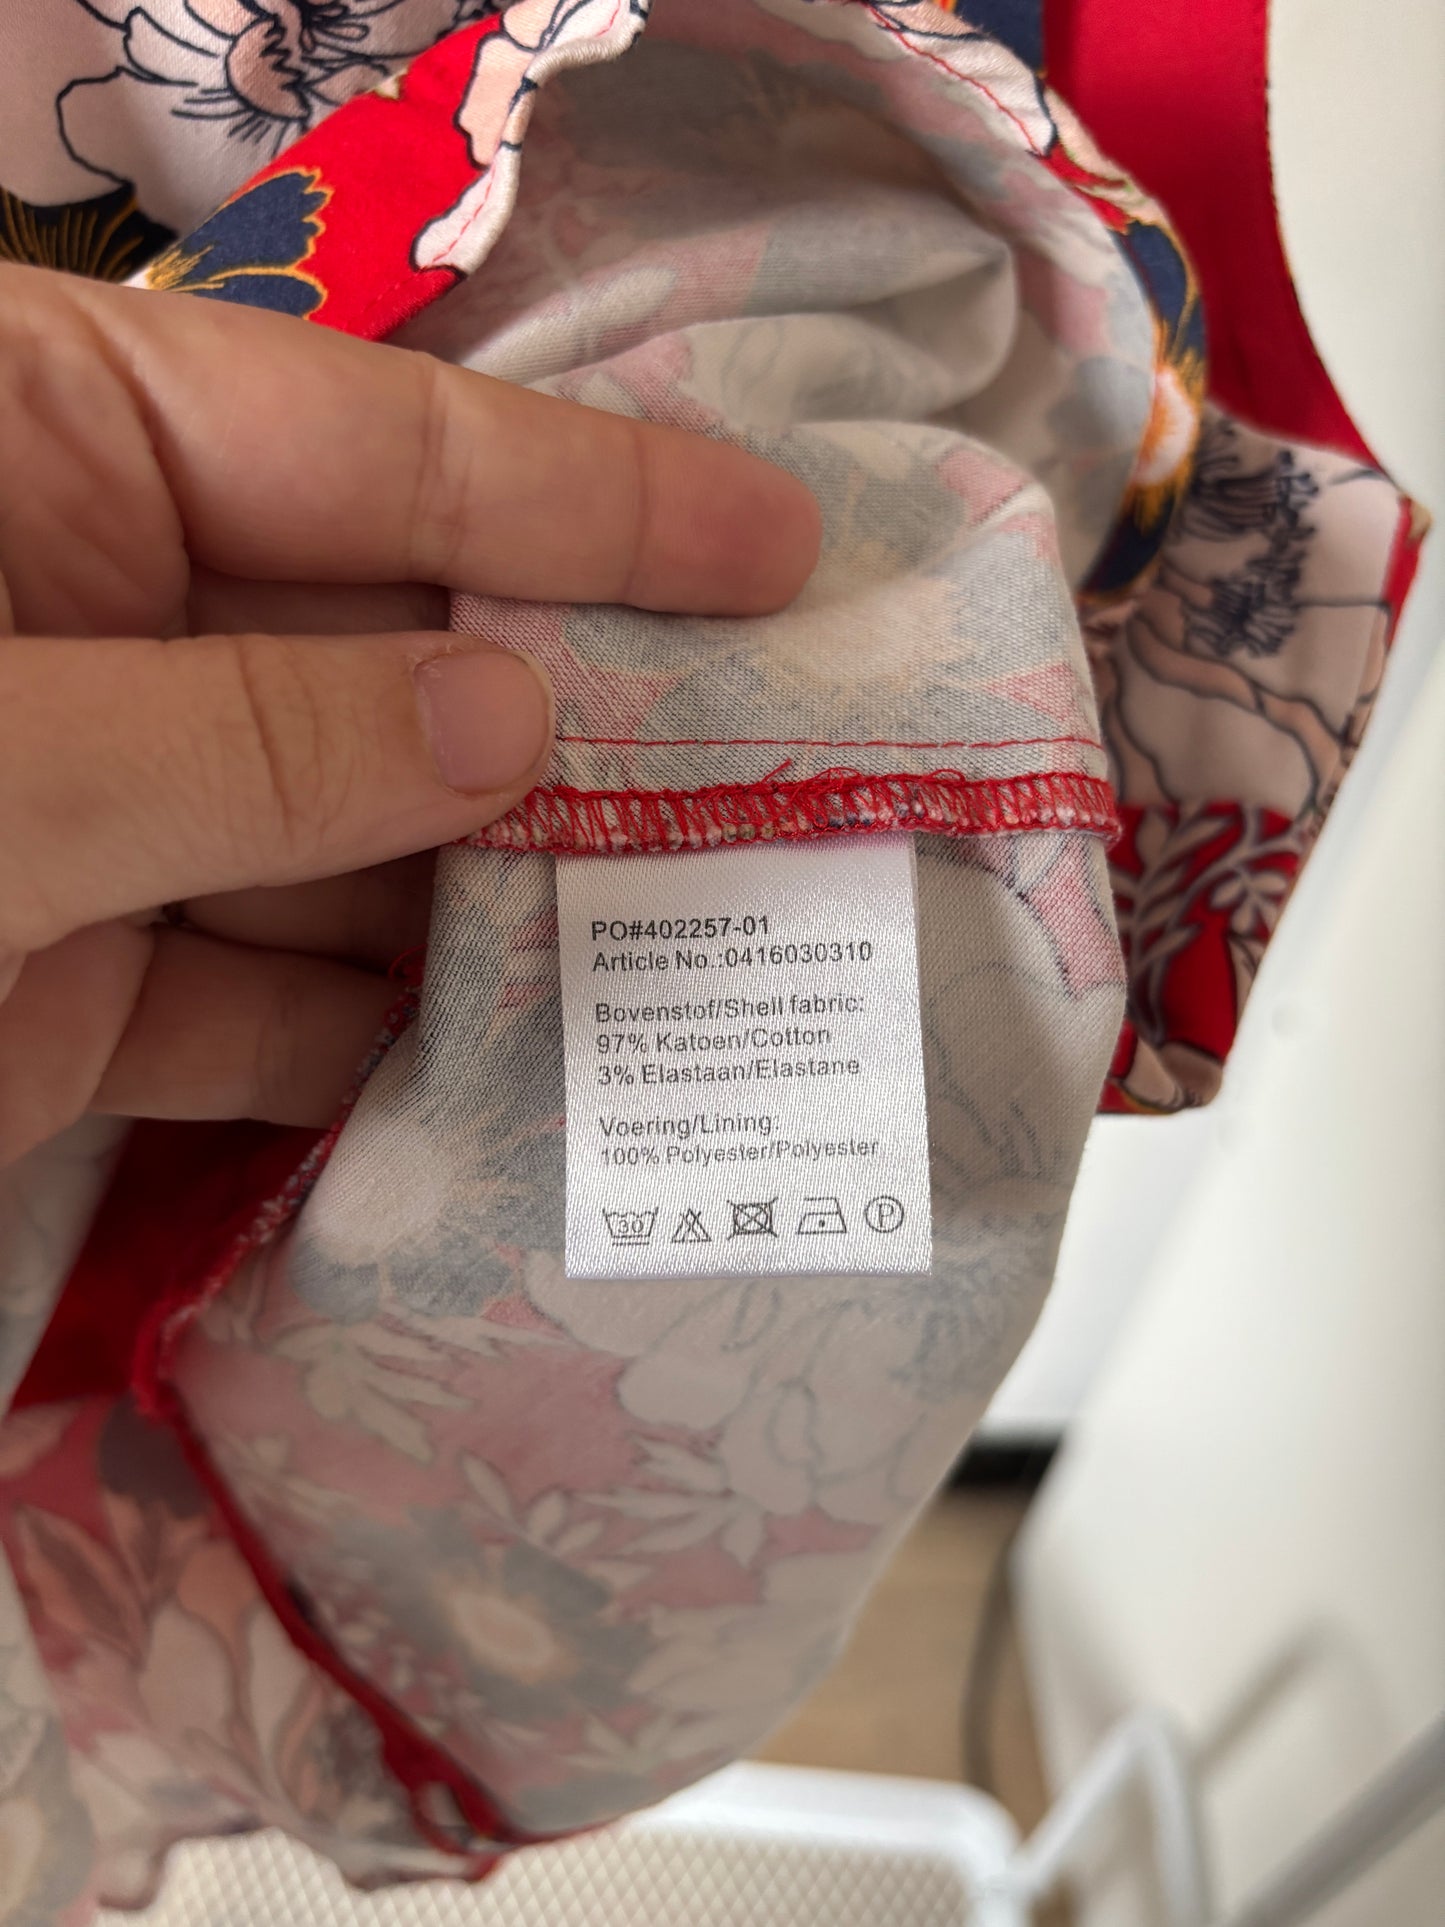 PO#402257-01
Article No.:0416030310
Bovenstof/Shell fabric:
97% Katoen/Cotton
3% Elastaan/Elastane
Voering/Lining:
100% Polyester/Polyester
30 P